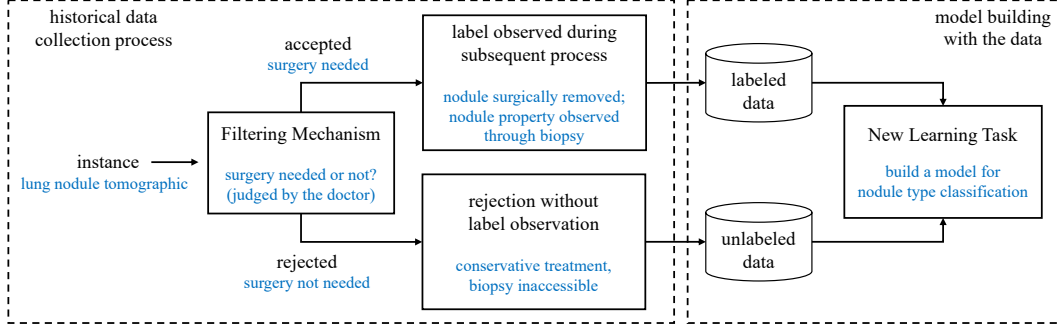 historical data
collection process
accepted
surgery needed
instance
lung nodule tomographic
Filtering Mechanism
surgery needed or not?
(judged by the doctor)
rejected
surgery not needed
label observed during
subsequent process
nodule surgically removed;
nodule property observed
through biopsy
rejection without
label observation
conservative treatment,
biopsy inaccessible
model building
with the data
labeled
data
unlabeled
data
New Learning Task
build a model for
nodule type classification